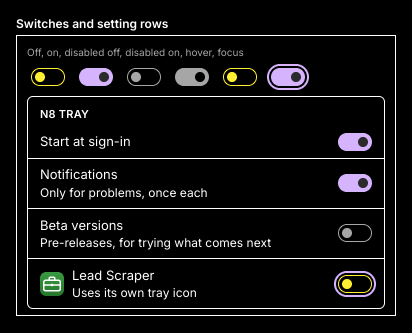 Switches and setting rows
Off, on, disabled off, disabled on, hover, focus
N8 TRAY
Start at sign-in
Notifications
Only for problems, once each
Beta versions
Pre-releases, for trying what comes next
Lead Scraper
Uses its own tray icon